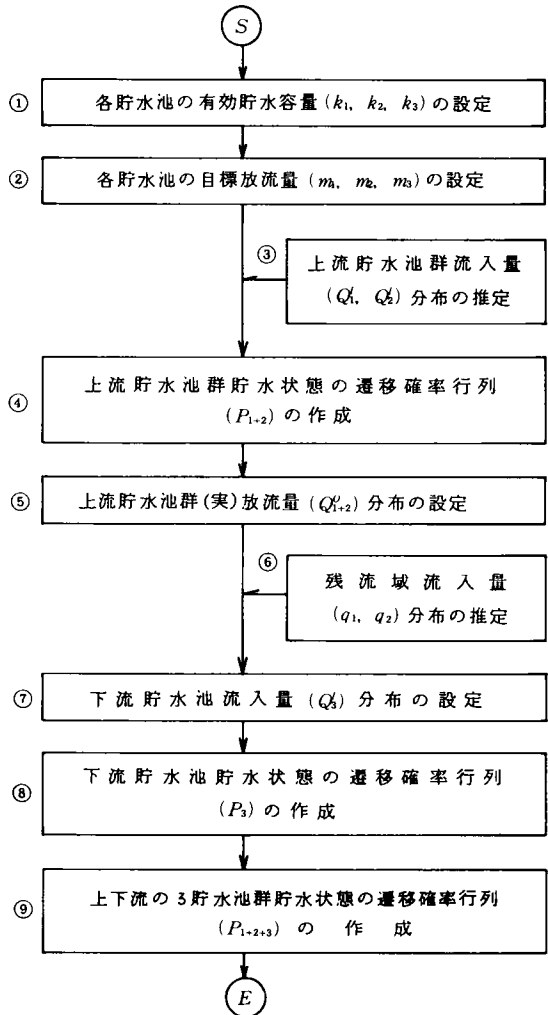 S
① 各貯水池の有効貯水容量(k₁, k₂, k₃)の設定
② 各貯水池の目標放流量(m₁, m₂, m₃)の設定
③ 上流貯水池群流入量
(Q₁ᴵ, Q₂ᴵ)分布の推定
④ 上流貯水池群貯水状態の遷移確率行列
(P₁₊₂)の作成
⑤ 上流貯水池群(実)放流量(Q₁₊₂⁰)分布の設定
⑥ 残流域流入量
(q₁, q₂)分布の推定
⑦ 下流貯水池流入量(Q₃ᴵ)分布の設定
⑧ 下流貯水池貯水状態の遷移確率行列
(P₃)の作成
⑨ 上下流の3貯水池群貯水状態の遷移確率行列
(P₁₊₂₊₃)の作成
E